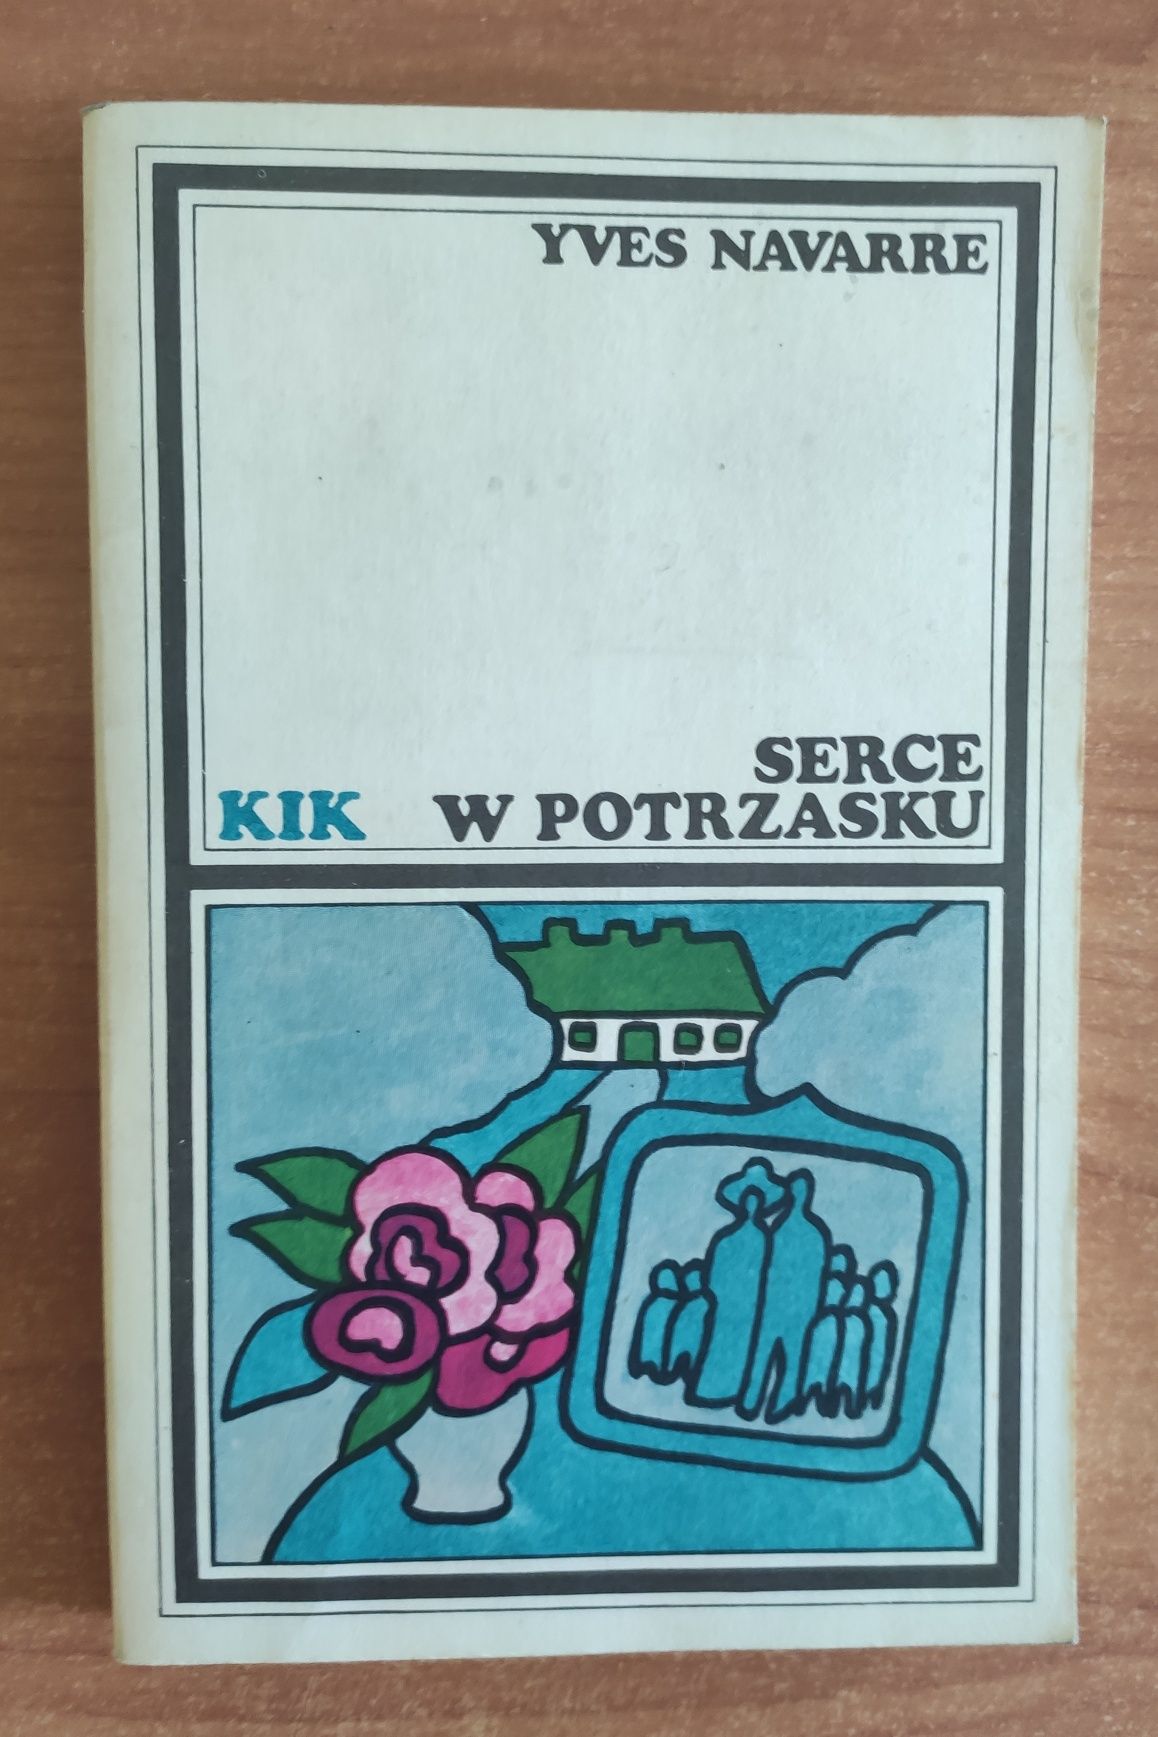 YVES NAVARRE
SERCE
KIK W POTRZASKU